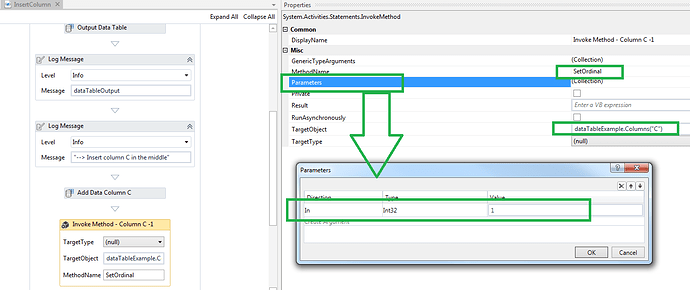 InsertColumn
Expand All Collapse All
Output Data Table
Log Message
Level Info
Message dataTableOutput
Log Message
Level Info
Message "--> Insert column C in the middle"
Add Data Column C
Invoke Method - Column C -1
TargetType (null)
TargetObject dataTableExample.C
MethodName SetOrdinal
Properties
System.Activities.Statements.InvokeMethod
Common
DisplayName Invoke Method - Column C -1
Misc
GenericTypeArguments (Collection)
MethodName SetOrdinal
Parameters (Collection)
Private
Result Enter a VB expression
RunAsynchronously
TargetObject dataTableExample.Columns("C")
TargetType (null)
Parameters
Direction Type Value
In Int32 1
Create Argument
OK Cancel